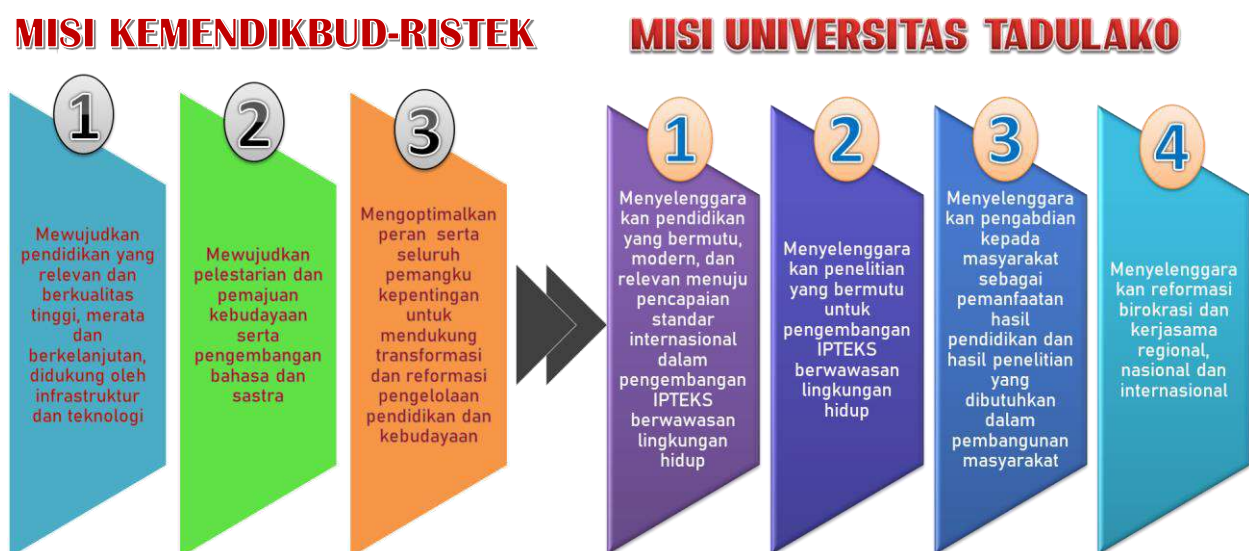 MISI KEMENDIKBUD-RISTEK
1
Mewujudkan
pendidikan yang
relevan dan
berkualitas
tinggi, merata
dan
berkelanjutan,
didukung oleh
infrastruktur
dan teknologi
2
Mewujudkan
pelestarian dan
pemajuan
kebudayaan
serta
pengembangan
bahasa dan
sastra
3
Mengoptimalkan
peran serta
seluruh
pemangku
kepentingan
untuk
mendukung
transformasi
dan reformasi
pengelolaan
pendidikan dan
kebudayaan
MISI UNIVERSITAS TADULAKO
1
Menyelenggara
kan pendidikan
yang bermutu,
modern, dan
relevan menuju
pencapaian
standar
internasional
dalam
pengembangan
IPTEKS
berwawasan
lingkungan
hidup
2
Menyelenggara
kan penelitian
yang bermutu
untuk
pengembangan
IPTEKS
berwawasan
lingkungan
hidup
3
Menyelenggara
kan pengabdian
kepada
masyarakat
sebagai
pemanfaatan
hasil
pendidikan dan
hasil penelitian
yang
dibutuhkan
dalam
pembangunan
masyarakat
4
Menyelenggara
kan reformasi
birokrasi dan
kerjasama
regional,
nasional dan
internasional